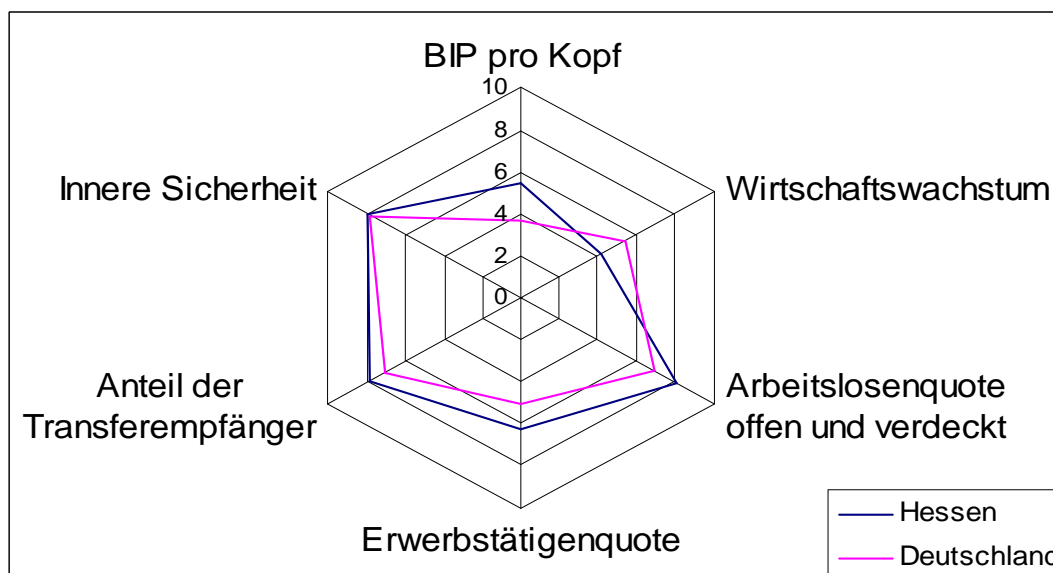 BIP pro Kopf
10
8
6
4
2
0
Innere Sicherheit
Wirtschaftswachstum
Anteil der
Transferempfänger
Arbeitslosenquote
offen und verdeckt
Erwerbstätigenquote
Hessen
Deutschland